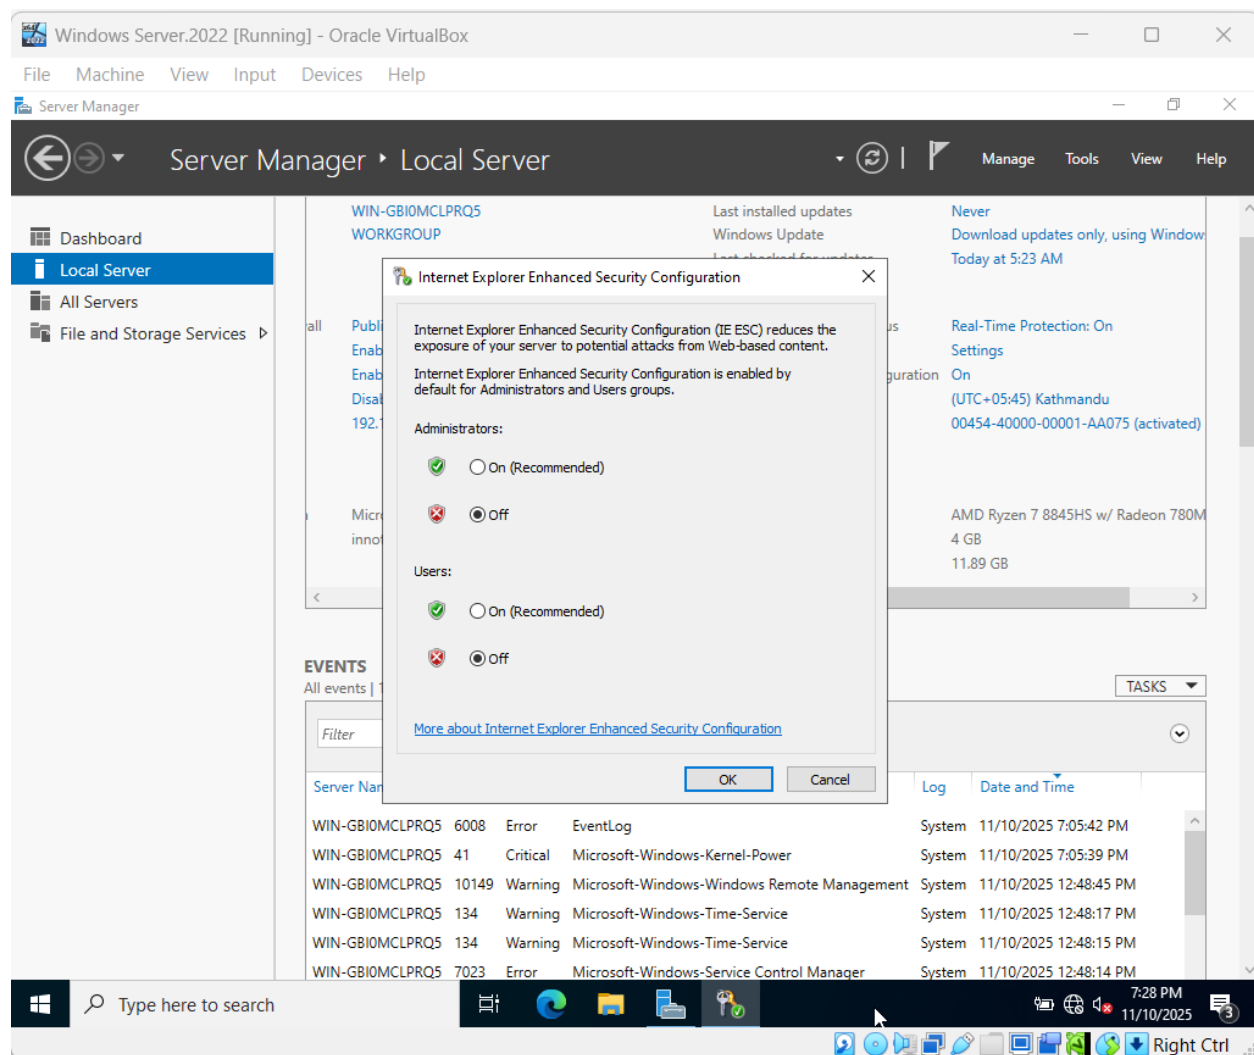 Windows Server.2022 [Running] - Oracle VirtualBox
File Machine View Input Devices Help
Server Manager
Server Manager Local Server
Manage Tools View Help
Dashboard
Local Server
All Servers
File and Storage Services
WIN-GBI0MCLPRQ5
WORKGROUP
Last installed updates
Windows Update
Never
Download updates only, using Window
Today at 5:23 AM
Real-Time Protection: On
Settings
guration On
(UTC+05:45) Kathmandu
00454-40000-00001-AA075 (activated)
192.1
AMD Ryzen 7 8845HS w/ Radeon 780M
4 GB
11.89 GB
Internet Explorer Enhanced Security Configuration
Internet Explorer Enhanced Security Configuration (IE ESC) reduces the
exposure of your server to potential attacks from Web-based content.
Internet Explorer Enhanced Security Configuration is enabled by
default for Administrators and Users groups.
Administrators:
On (Recommended)
Off
Users:
On (Recommended)
Off
More about Internet Explorer Enhanced Security Configuration
OK Cancel
EVENTS
All events | 1
TASKS
Filter
Server Nar
Log Date and Time
WIN-GBI0MCLPRQ5 6008 Error EventLog System 11/10/2025 7:05:42 PM
WIN-GBI0MCLPRQ5 41 Critical Microsoft-Windows-Kernel-Power System 11/10/2025 7:05:39 PM
WIN-GBI0MCLPRQ5 10149 Warning Microsoft-Windows-Windows Remote Management System 11/10/2025 12:48:45 PM
WIN-GBI0MCLPRQ5 134 Warning Microsoft-Windows-Time-Service System 11/10/2025 12:48:17 PM
WIN-GBI0MCLPRQ5 134 Warning Microsoft-Windows-Time-Service System 11/10/2025 12:48:15 PM
WIN-GBI0MCLPRQ5 7023 Error Microsoft-Windows-Service Control Manager System 11/10/2025 12:48:14 PM
Type here to search
7:28 PM
11/10/2025
3
Right Ctrl